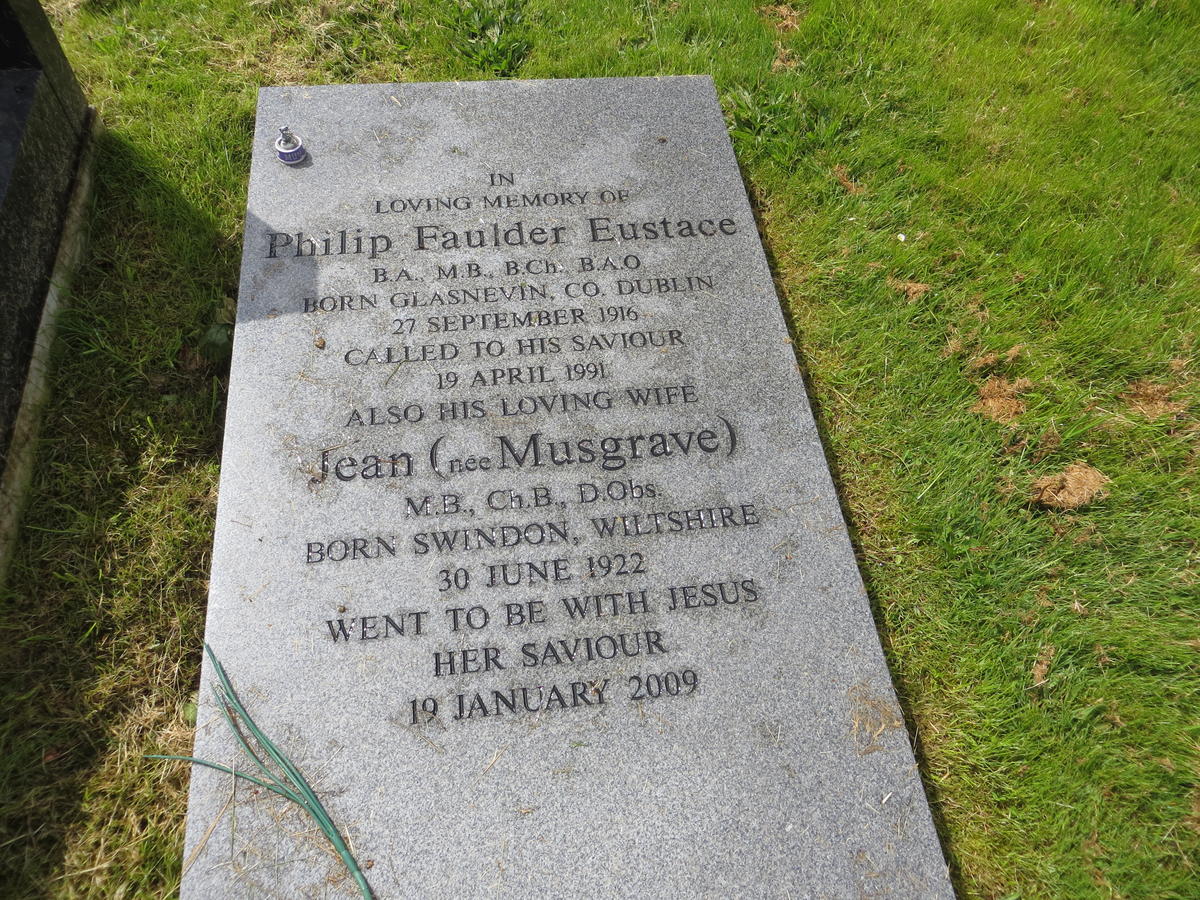 IN
LOVING MEMORY OF
Philip Faulder Eustace
B.A., M.B., B.Ch., B.A.O.
BORN GLASNEVIN, CO. DUBLIN
27 SEPTEMBER 1916
CALLED TO HIS SAVIOUR
19 APRIL 1991
ALSO HIS LOVING WIFE
Jean (née Musgrave)
M.B., Ch.B., D.Obs.
BORN SWINDON, WILTSHIRE
30 JUNE 1922
WENT TO BE WITH JESUS
HER SAVIOUR
19 JANUARY 2009